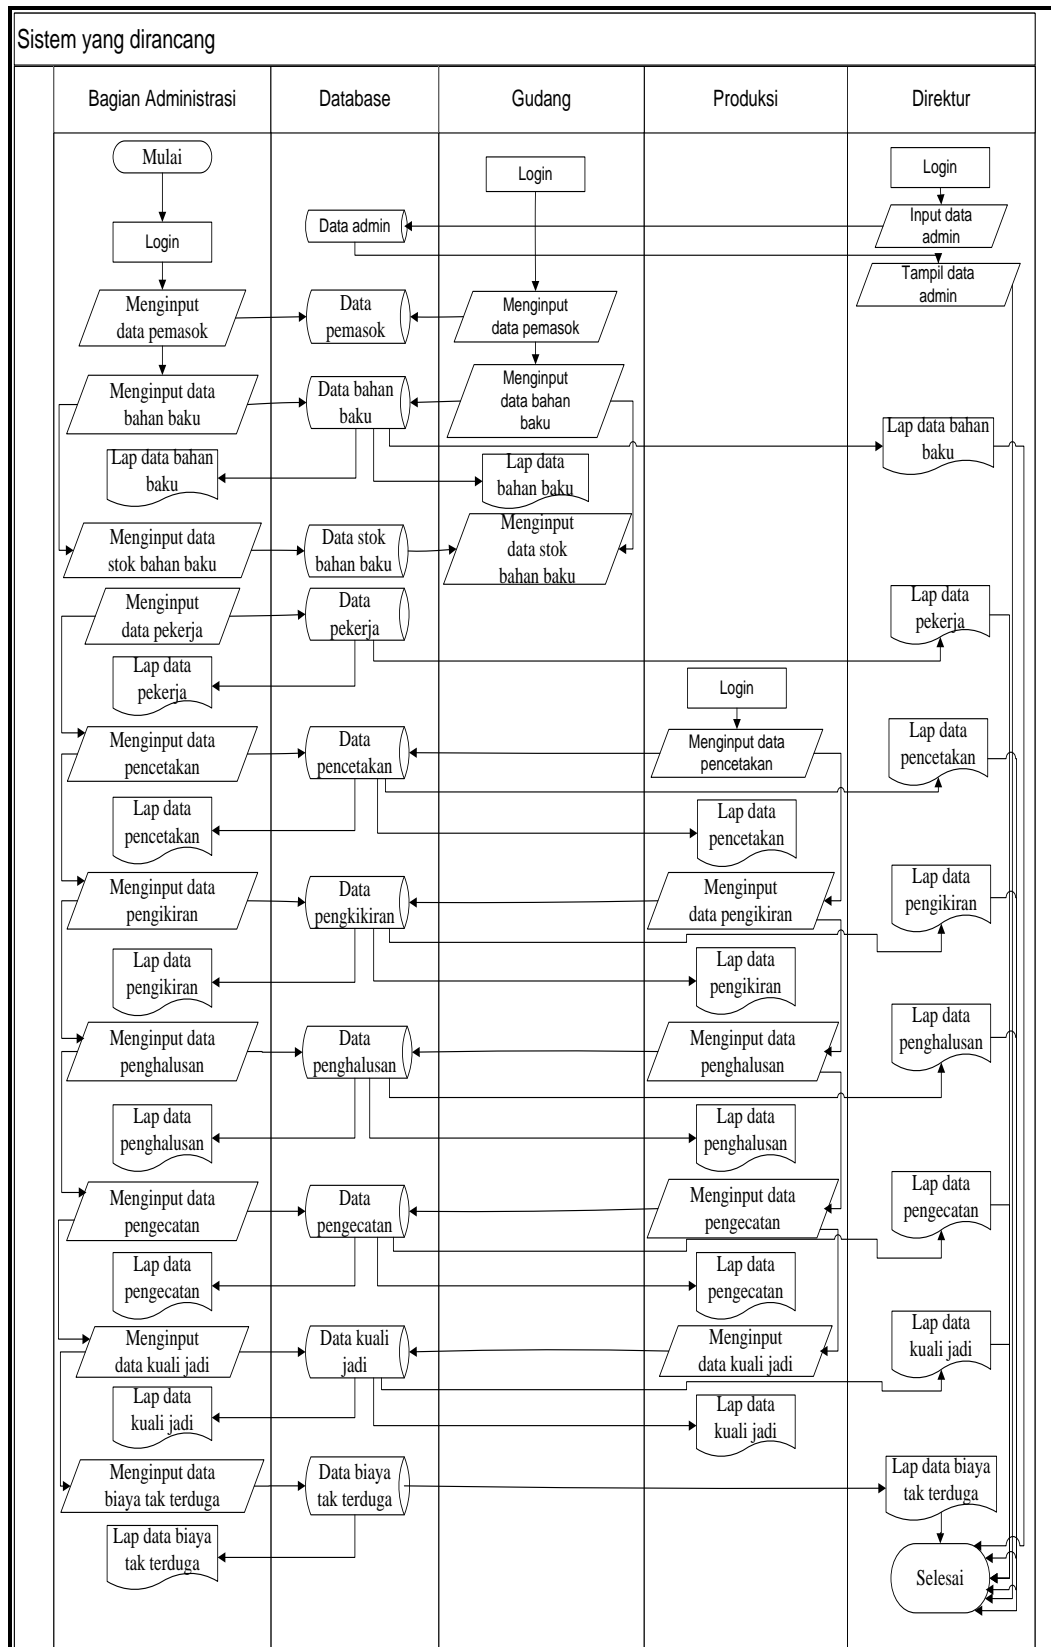 Sistem yang dirancang
Bagian Administrasi
Database
Gudang
Produksi
Direktur
Mulai
Login
Login
Login
Data admin
Input data
admin
Tampil data
admin
Menginput
data pemasok
Data
pemasok
Menginput
data pemasok
Menginput data
bahan baku
Data bahan
baku
Menginput
data bahan
baku
Lap data bahan
baku
Lap data bahan
baku
Lap data
bahan baku
Menginput data
stok bahan baku
Data stok
bahan baku
Menginput
data stok
bahan baku
Menginput
data pekerja
Data
pekerja
Lap data
pekerja
Lap data
pekerja
Login
Menginput data
pencetakan
Data
pencetakan
Menginput data
pencetakan
Lap data
pencetakan
Lap data
pencetakan
Lap data
pencetakan
Menginput data
pengikiran
Data
pengkikiran
Menginput
data pengikiran
Lap data
pengikiran
Lap data
pengikiran
Lap data
pengikiran
Menginput data
penghalusan
Data
penghalusan
Menginput data
penghalusan
Lap data
penghalusan
Lap data
penghalusan
Lap data
penghalusan
Menginput data
pengecatan
Data
pengecatan
Menginput data
pengecatan
Lap data
pengecatan
Lap data
pengecatan
Lap data
pengecatan
Menginput
data kuali jadi
Data kuali
jadi
Menginput
data kuali jadi
Lap data
kuali jadi
Lap data
kuali jadi
Lap data
kuali jadi
Menginput data
biaya tak terduga
Data biaya
tak terduga
Lap data biaya
tak terduga
Lap data biaya
tak terduga
Selesai